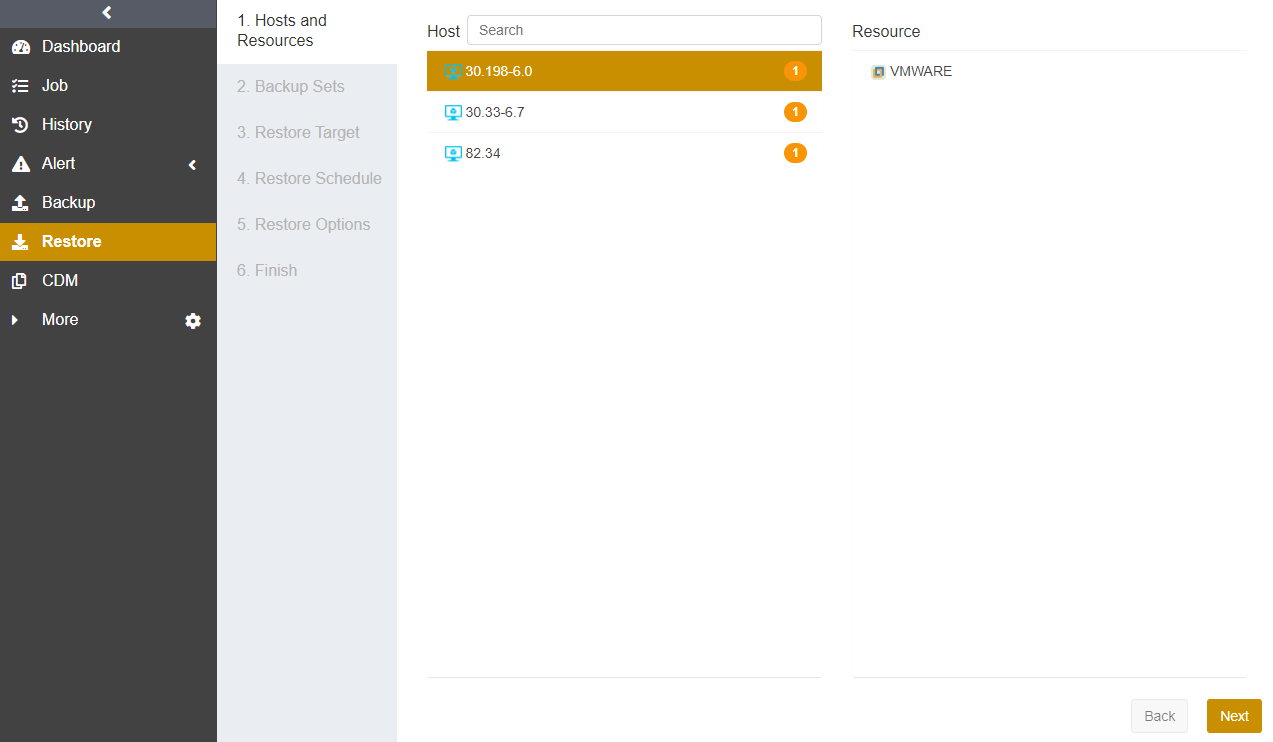 Dashboard
Job
History
Alert
Backup
Restore
CDM
More
1. Hosts and
Resources
2. Backup Sets
3. Restore Target
4. Restore Schedule
5. Restore Options
6. Finish
Host Search
30.198-6.0 1
30.33-6.7 1
82.34 1
Resource
VMWARE
Back Next